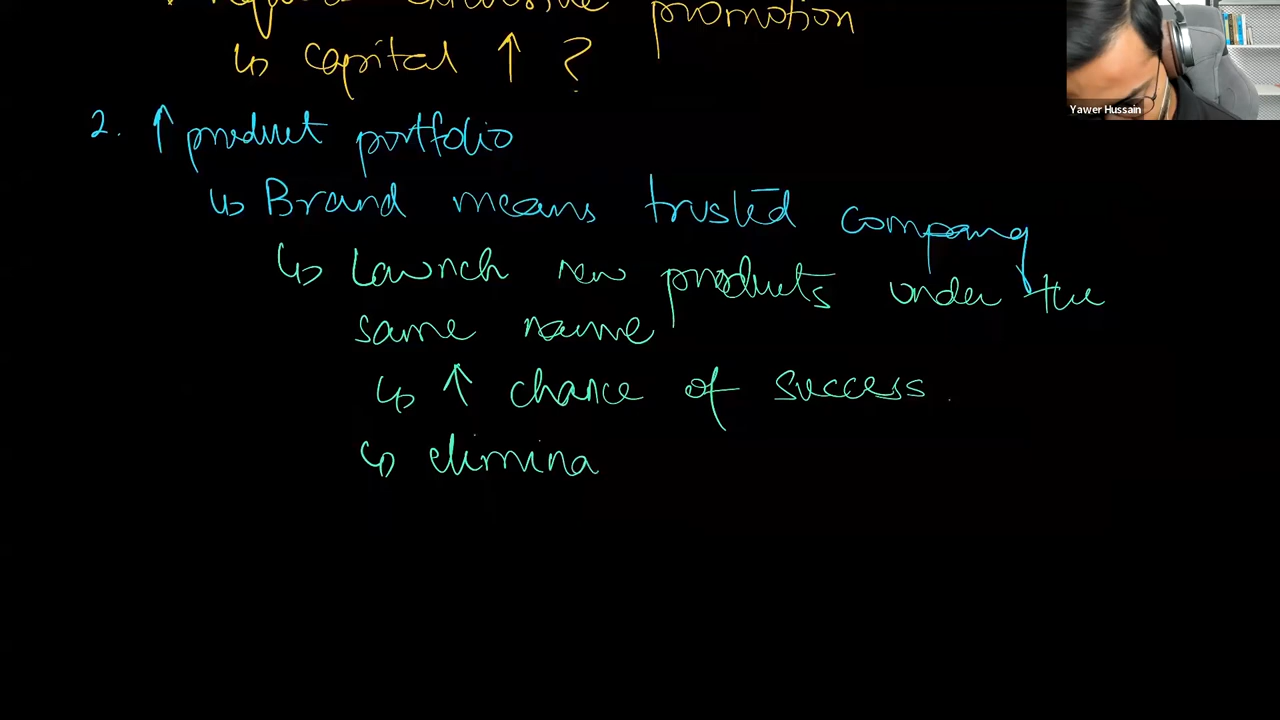 promotion
↳ capital ↑ ?
Yawer Hussain
2. ↑ product portfolio
↳ Brand means trusted company
↳ Launch new products under the
same name
↳ ↑ chance of success.
↳ elimina